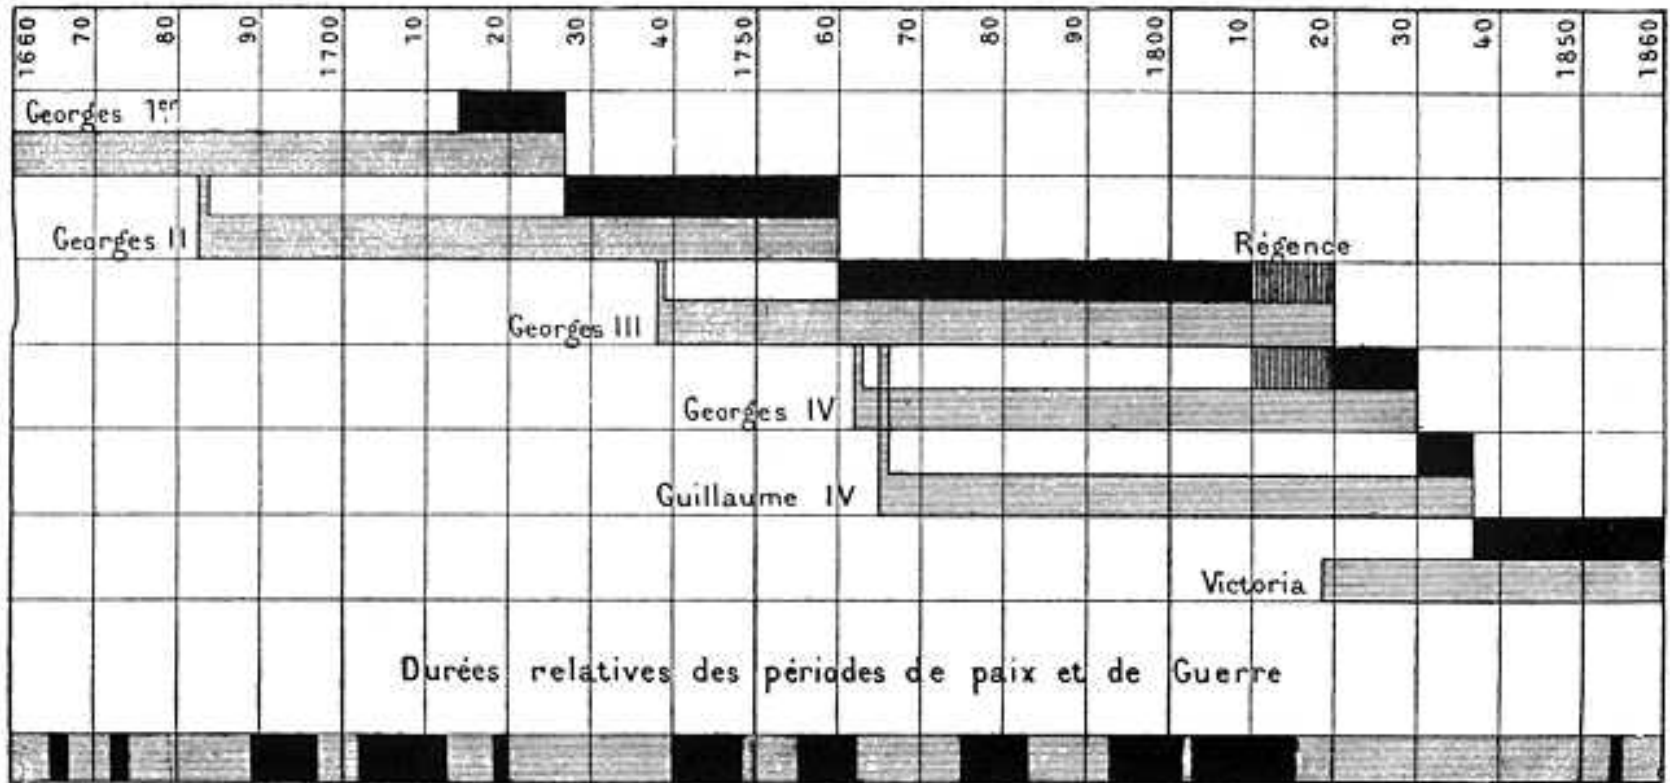 1660 70 80 90 1700 10 20 30 40 1750 60 70 80 90 1800 10 20 30 40 1850 1860
Georges 1er
Georges II
Régence
Georges III
Georges IV
Guillaume IV
Victoria
Durées relatives des périodes de paix et de Guerre